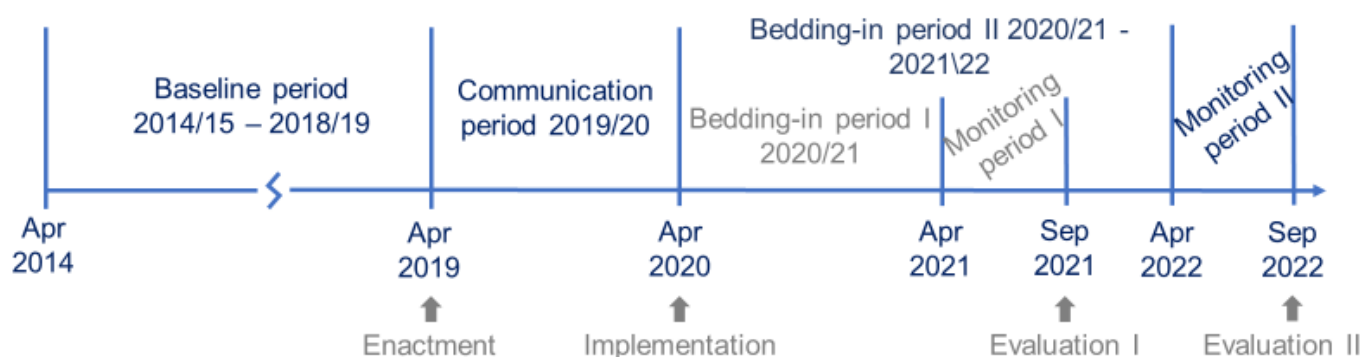 Baseline period
2014/15 – 2018/19
Communication
period 2019/20
Bedding-in period II 2020/21 -
2021\22
Bedding-in period I
2020/21
Monitoring
period I
Monitoring
period II
Apr
2014
Apr
2019
Apr
2020
Apr
2021
Sep
2021
Apr
2022
Sep
2022
Enactment
Implementation
Evaluation I
Evaluation II